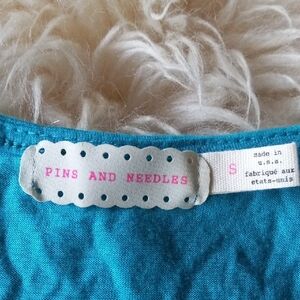 PINS AND NEEDLES
S
made in
u.s.a.
fabriqué aux
etats-unis